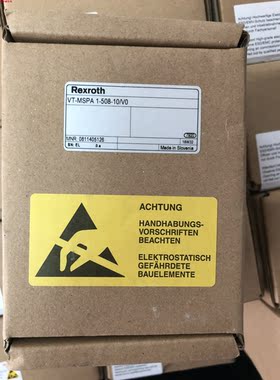 Rexroth
VT-MSPA 1-508-10/V0
MNR: 0811405126
16W32
Made in Slovenia
ACHTUNG
HANDHABUNGS-
VORSCHRIFTEN
BEACHTEN
ELEKTROSTATISCH
GEFÄHRDETE
BAUELEMENTE